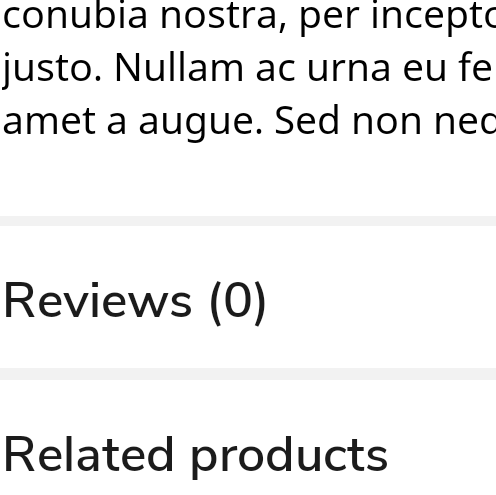 conubia nostra, per incepto
justo. Nullam ac urna eu fe
amet a augue. Sed non nec
Reviews (0)
Related products